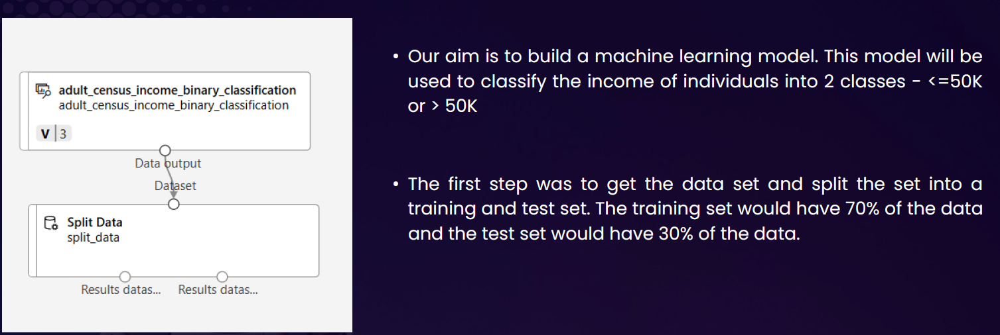 adult_census_income_binary_classification
adult_census_income_binary_classification
V 3
Data output
Dataset
Split Data
split_data
Results datas... Results datas...
• Our aim is to build a machine learning model. This model will be
used to classify the income of individuals into 2 classes - <=50K
or > 50K
• The first step was to get the data set and split the set into a
training and test set. The training set would have 70% of the data
and the test set would have 30% of the data.